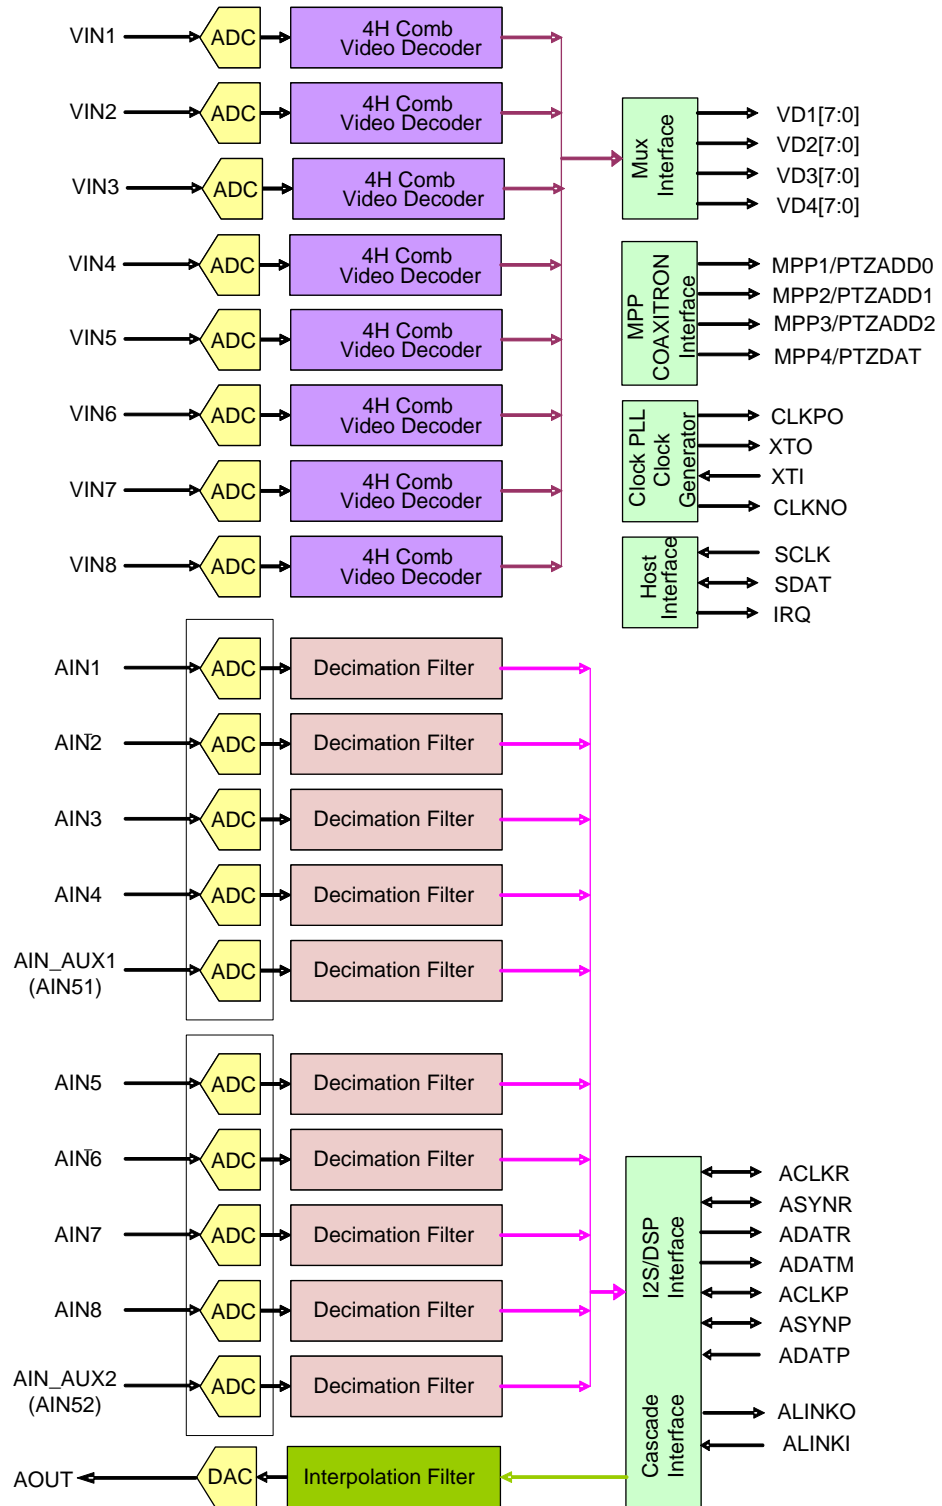 VIN1
ADC
4H Comb
Video Decoder
VIN2
ADC
4H Comb
Video Decoder
VIN3
ADC
4H Comb
Video Decoder
VIN4
ADC
4H Comb
Video Decoder
VIN5
ADC
4H Comb
Video Decoder
VIN6
ADC
4H Comb
Video Decoder
VIN7
ADC
4H Comb
Video Decoder
VIN8
ADC
4H Comb
Video Decoder
Mux
Interface
VD1[7:0]
VD2[7:0]
VD3[7:0]
VD4[7:0]
MPP
COAXITRON
Interface
MPP1/PTZADD0
MPP2/PTZADD1
MPP3/PTZADD2
MPP4/PTZDAT
Clock PLL
Clock
Generator
CLKPO
XTO
XTI
CLKNO
Host
Interface
SCLK
SDAT
IRQ
AIN1
ADC
Decimation Filter
AIN2
ADC
Decimation Filter
AIN3
ADC
Decimation Filter
AIN4
ADC
Decimation Filter
AIN_AUX1
(AIN51)
ADC
Decimation Filter
AIN5
ADC
Decimation Filter
AIN6
ADC
Decimation Filter
AIN7
ADC
Decimation Filter
AIN8
ADC
Decimation Filter
AIN_AUX2
(AIN52)
ADC
Decimation Filter
I2S/DSP
Interface
ACLKR
ASYNR
ADATR
ADATM
ACLKP
ASYNP
ADATP
Cascade
Interface
ALINKO
ALINKI
AOUT
DAC
Interpolation Filter